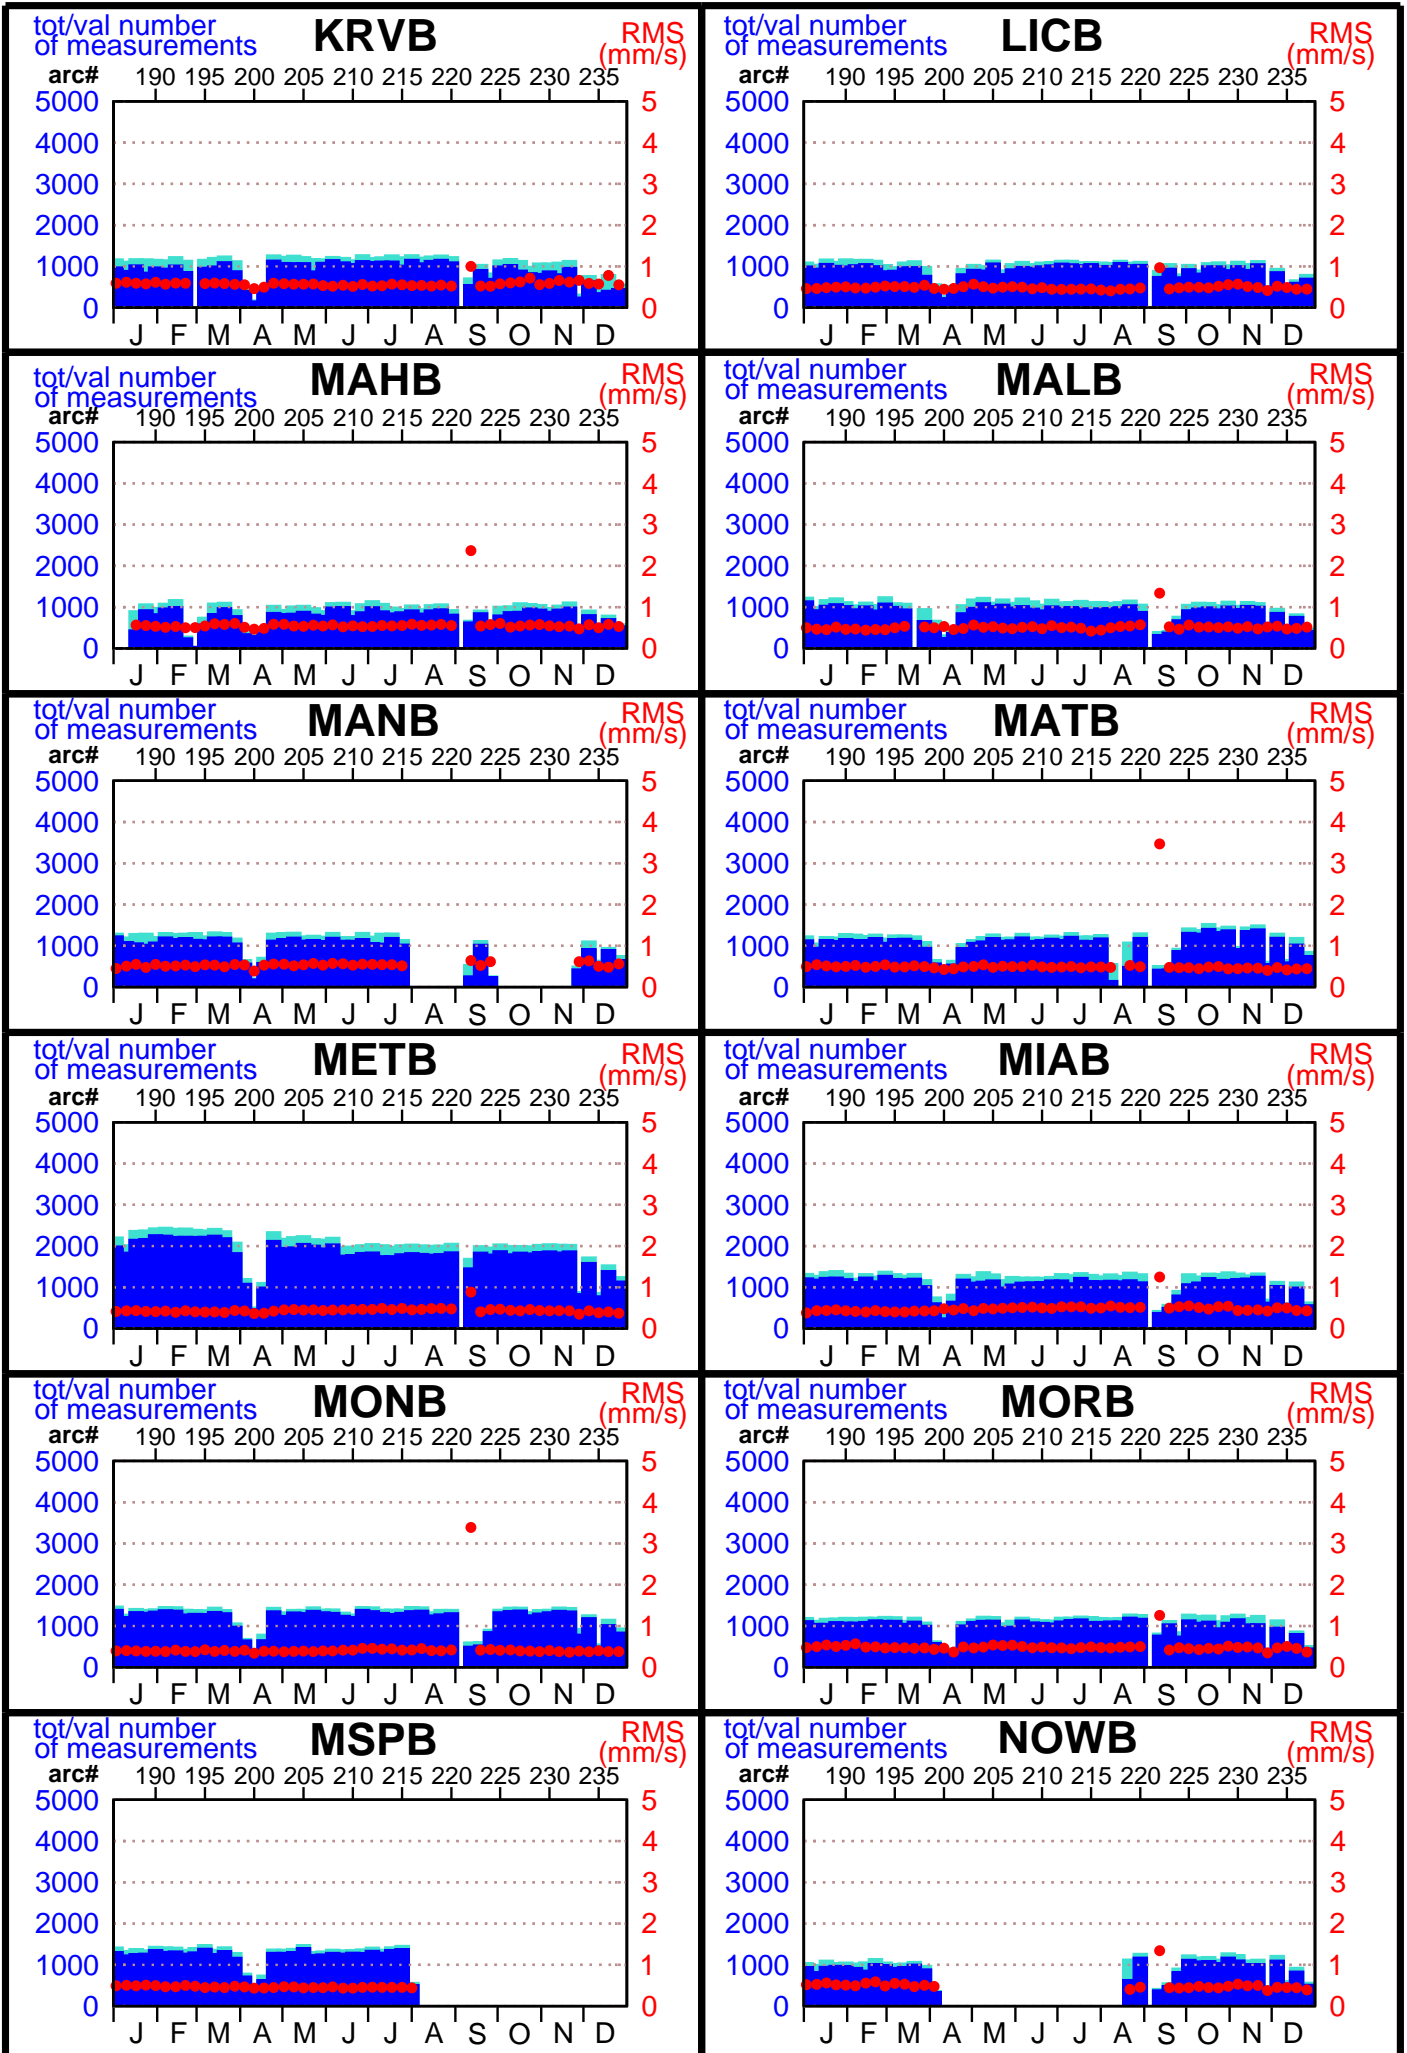 tot/val number
of measurements
KRVB
RMS
(mm/s)
arc# 190 195 200 205 210 215 220 225 230 235
5000 5
4000 4
3000 3
2000 2
1000 1
0 0
J F M A M J J A S O N D
tot/val number
of measurements
LICB
RMS
(mm/s)
arc# 190 195 200 205 210 215 220 225 230 235
5000 5
4000 4
3000 3
2000 2
1000 1
0 0
J F M A M J J A S O N D
tot/val number
of measurements
MAHB
RMS
(mm/s)
arc# 190 195 200 205 210 215 220 225 230 235
5000 5
4000 4
3000 3
2000 2
1000 1
0 0
J F M A M J J A S O N D
tot/val number
of measurements
MALB
RMS
(mm/s)
arc# 190 195 200 205 210 215 220 225 230 235
5000 5
4000 4
3000 3
2000 2
1000 1
0 0
J F M A M J J A S O N D
tot/val number
of measurements
MANB
RMS
(mm/s)
arc# 190 195 200 205 210 215 220 225 230 235
5000 5
4000 4
3000 3
2000 2
1000 1
0 0
J F M A M J J A S O N D
tot/val number
of measurements
MATB
RMS
(mm/s)
arc# 190 195 200 205 210 215 220 225 230 235
5000 5
4000 4
3000 3
2000 2
1000 1
0 0
J F M A M J J A S O N D
tot/val number
of measurements
METB
RMS
(mm/s)
arc# 190 195 200 205 210 215 220 225 230 235
5000 5
4000 4
3000 3
2000 2
1000 1
0 0
J F M A M J J A S O N D
tot/val number
of measurements
MIAB
RMS
(mm/s)
arc# 190 195 200 205 210 215 220 225 230 235
5000 5
4000 4
3000 3
2000 2
1000 1
0 0
J F M A M J J A S O N D
tot/val number
of measurements
MONB
RMS
(mm/s)
arc# 190 195 200 205 210 215 220 225 230 235
5000 5
4000 4
3000 3
2000 2
1000 1
0 0
J F M A M J J A S O N D
tot/val number
of measurements
MORB
RMS
(mm/s)
arc# 190 195 200 205 210 215 220 225 230 235
5000 5
4000 4
3000 3
2000 2
1000 1
0 0
J F M A M J J A S O N D
tot/val number
of measurements
MSPB
RMS
(mm/s)
arc# 190 195 200 205 210 215 220 225 230 235
5000 5
4000 4
3000 3
2000 2
1000 1
0 0
J F M A M J J A S O N D
tot/val number
of measurements
NOWB
RMS
(mm/s)
arc# 190 195 200 205 210 215 220 225 230 235
5000 5
4000 4
3000 3
2000 2
1000 1
0 0
J F M A M J J A S O N D